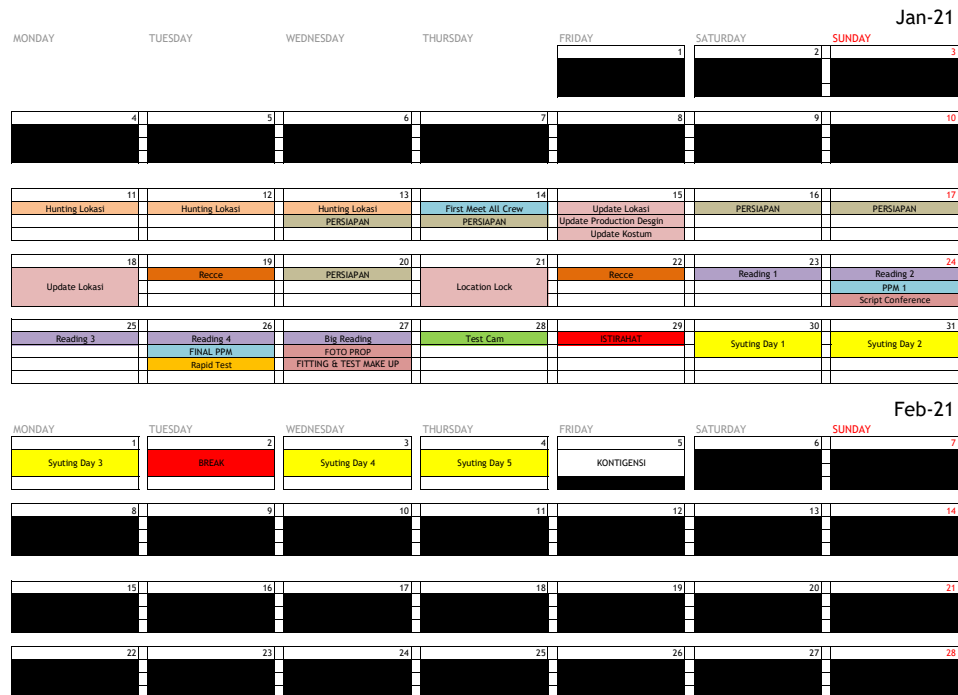 Jan-21
MONDAY TUESDAY WEDNESDAY THURSDAY FRIDAY SATURDAY SUNDAY
1 2 3
4 5 6 7 8 9 10
11 12 13 14 15 16 17
Hunting Lokasi Hunting Lokasi Hunting Lokasi First Meet All Crew Update Lokasi PERSIAPAN PERSIAPAN
PERSIAPAN PERSIAPAN Update Production Desgin
Update Kostum
18 19 20 21 22 23 24
Recce PERSIAPAN Recce Reading 1 Reading 2
Update Lokasi Location Lock PPM 1
Script Conference
25 26 27 28 29 30 31
Reading 3 Reading 4 Big Reading Test Cam ISTIRAHAT Syuting Day 1 Syuting Day 2
FINAL PPM FOTO PROP
Rapid Test FITTING & TEST MAKE UP
Feb-21
MONDAY TUESDAY WEDNESDAY THURSDAY FRIDAY SATURDAY SUNDAY
1 2 3 4 5 6 7
Syuting Day 3 BREAK Syuting Day 4 Syuting Day 5 KONTIGENSI
8 9 10 11 12 13 14
15 16 17 18 19 20 21
22 23 24 25 26 27 28